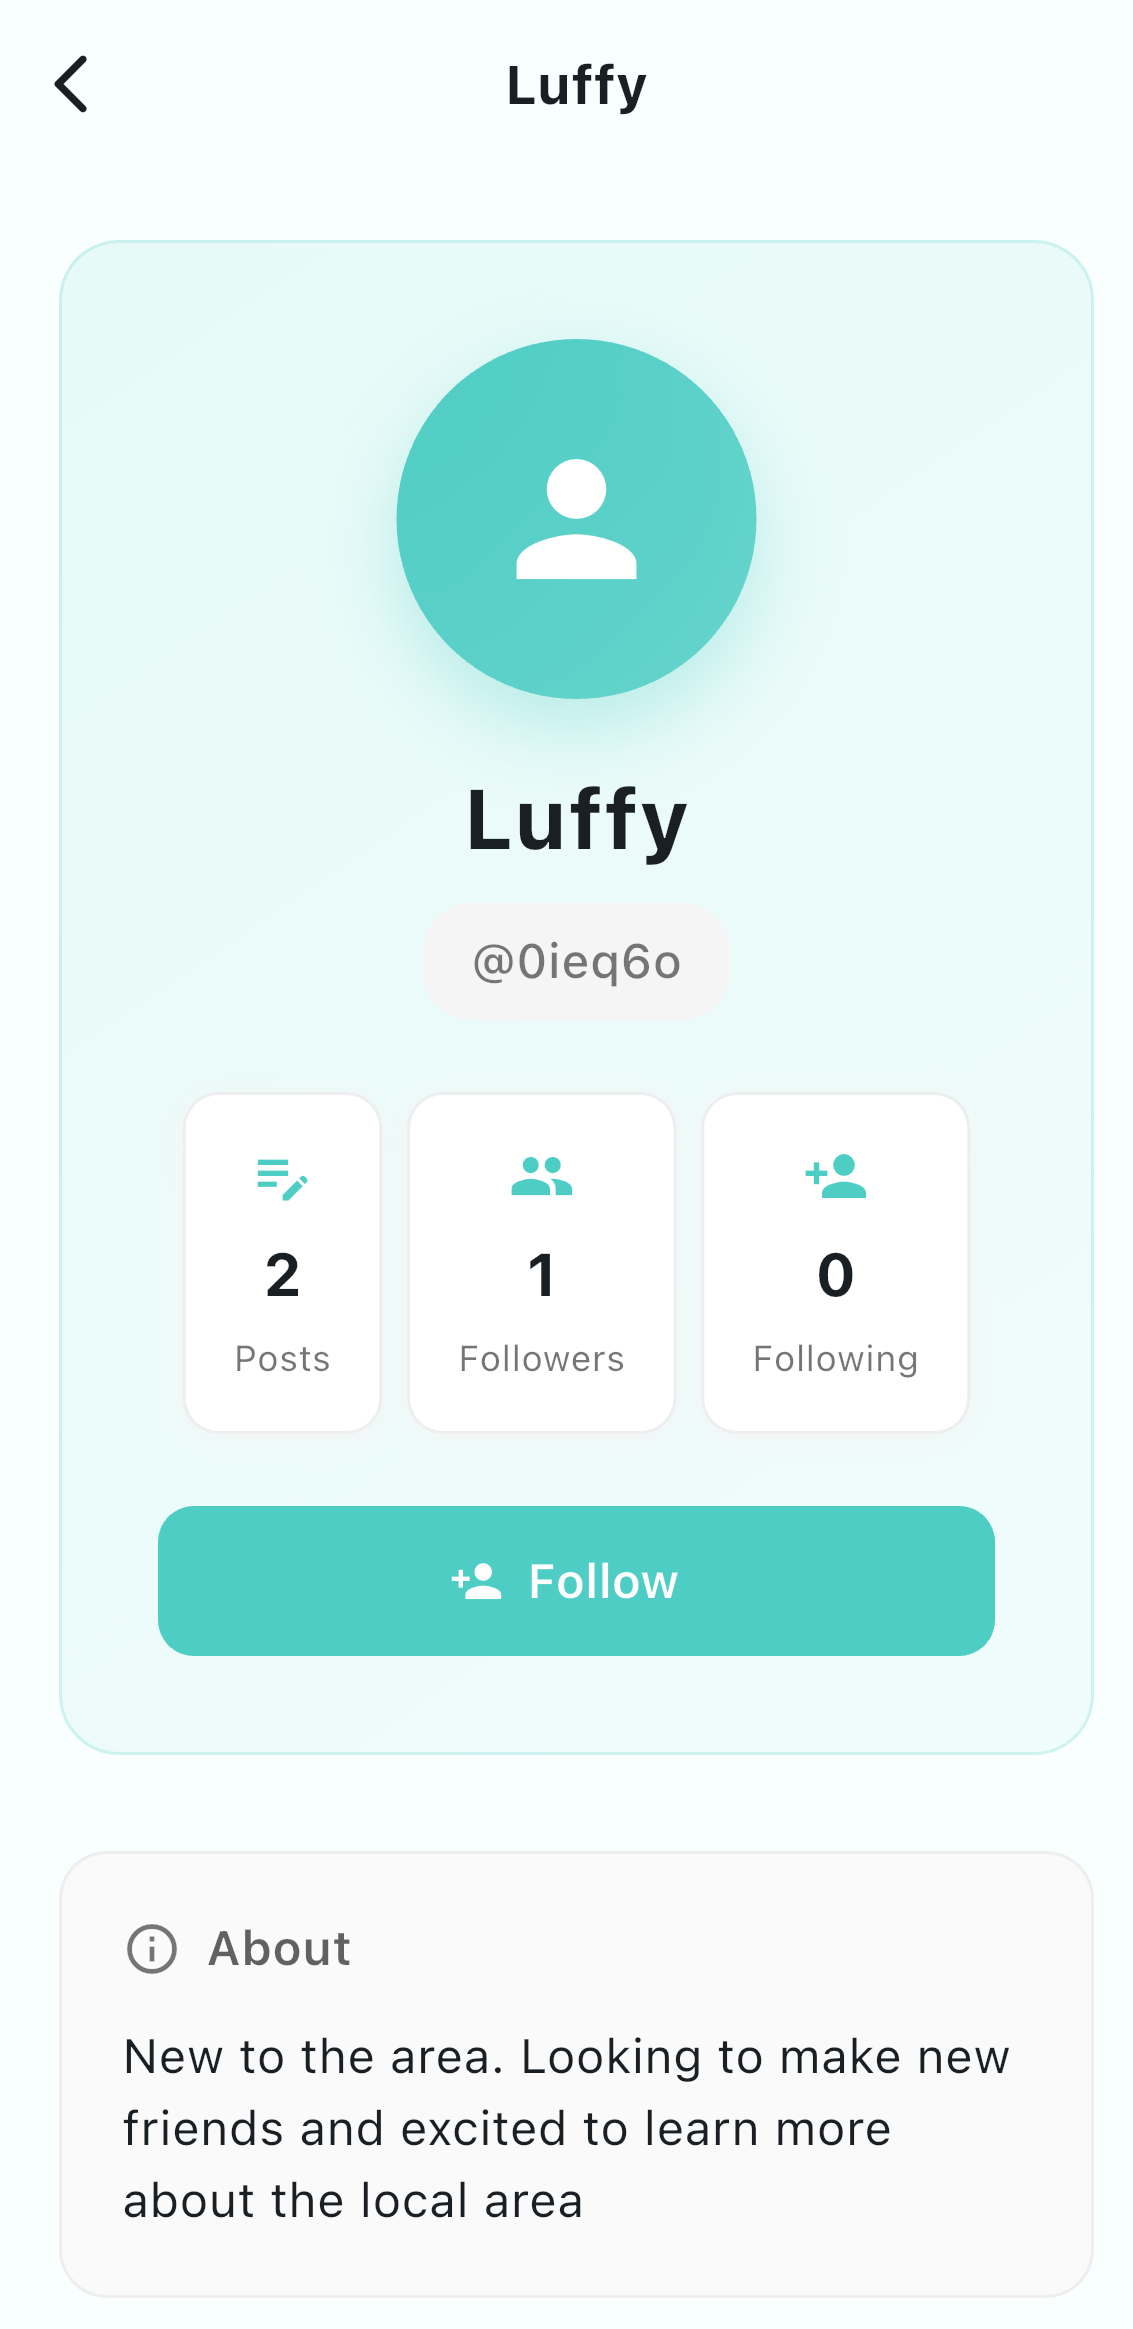 Luffy
Luffy
@0ieq6o
2
Posts
1
Followers
0
Following
Follow
About
New to the area. Looking to make new
friends and excited to learn more
about the local area